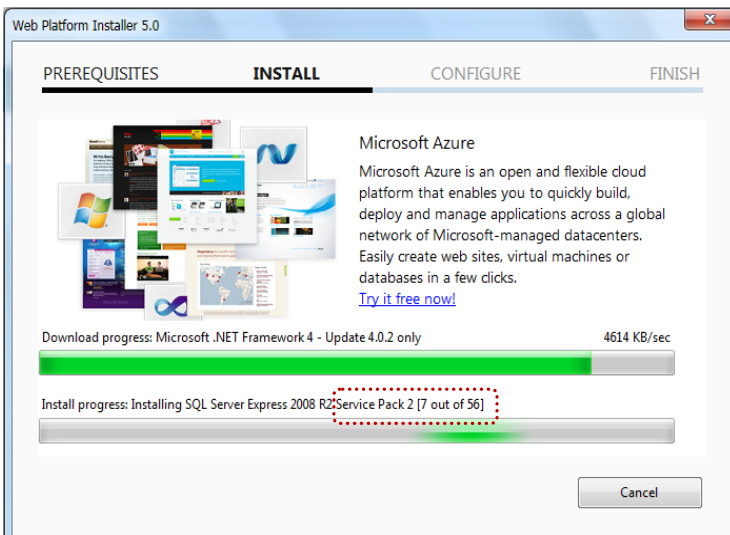 Web Platform Installer 5.0
PREREQUISITES INSTALL CONFIGURE FINISH
Microsoft Azure
Microsoft Azure is an open and flexible cloud
platform that enables you to quickly build,
deploy and manage applications across a global
network of Microsoft-managed datacenters.
Easily create web sites, virtual machines or
databases in a few clicks.
Try it free now!
Download progress: Microsoft .NET Framework 4 - Update 4.0.2 only 4614 KB/sec
Install progress: Installing SQL Server Express 2008 R2 Service Pack 2 [7 out of 56]
Cancel